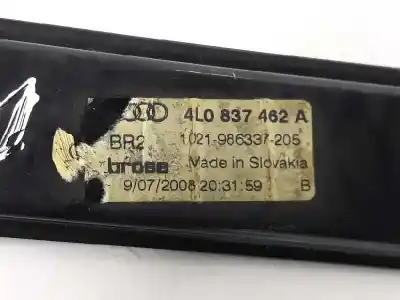 4L0 837 462 A
BR2 1021-986337-205
brose Made in Slovakia
9/07/2008 20:31:59 B